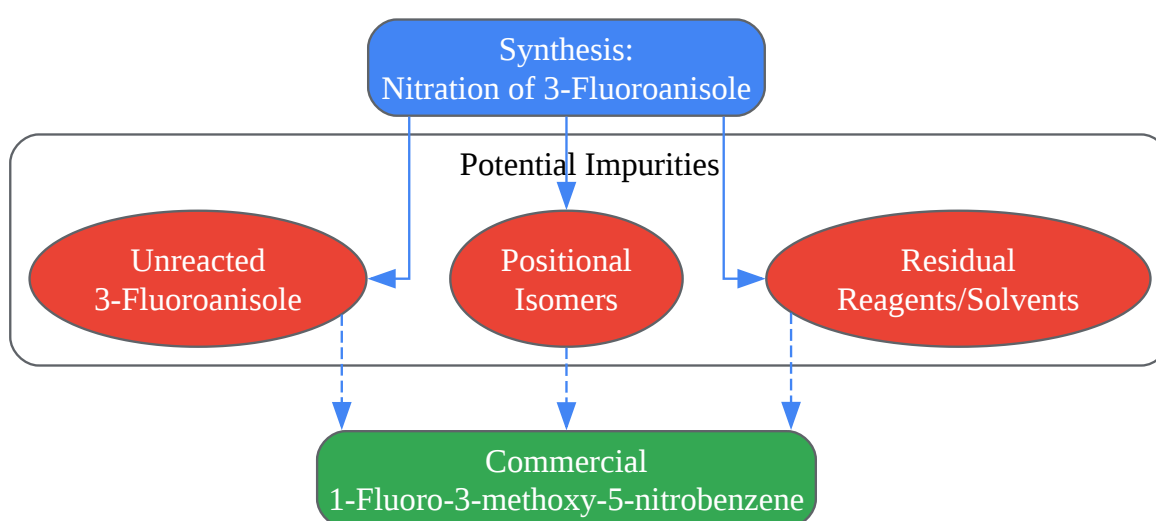 Synthesis:
Nitration of 3-Fluoroanisole
Potential Impurities
Unreacted
3-Fluoroanisole
Positional
Isomers
Residual
Reagents/Solvents
Commercial
1-Fluoro-3-methoxy-5-nitrobenzene